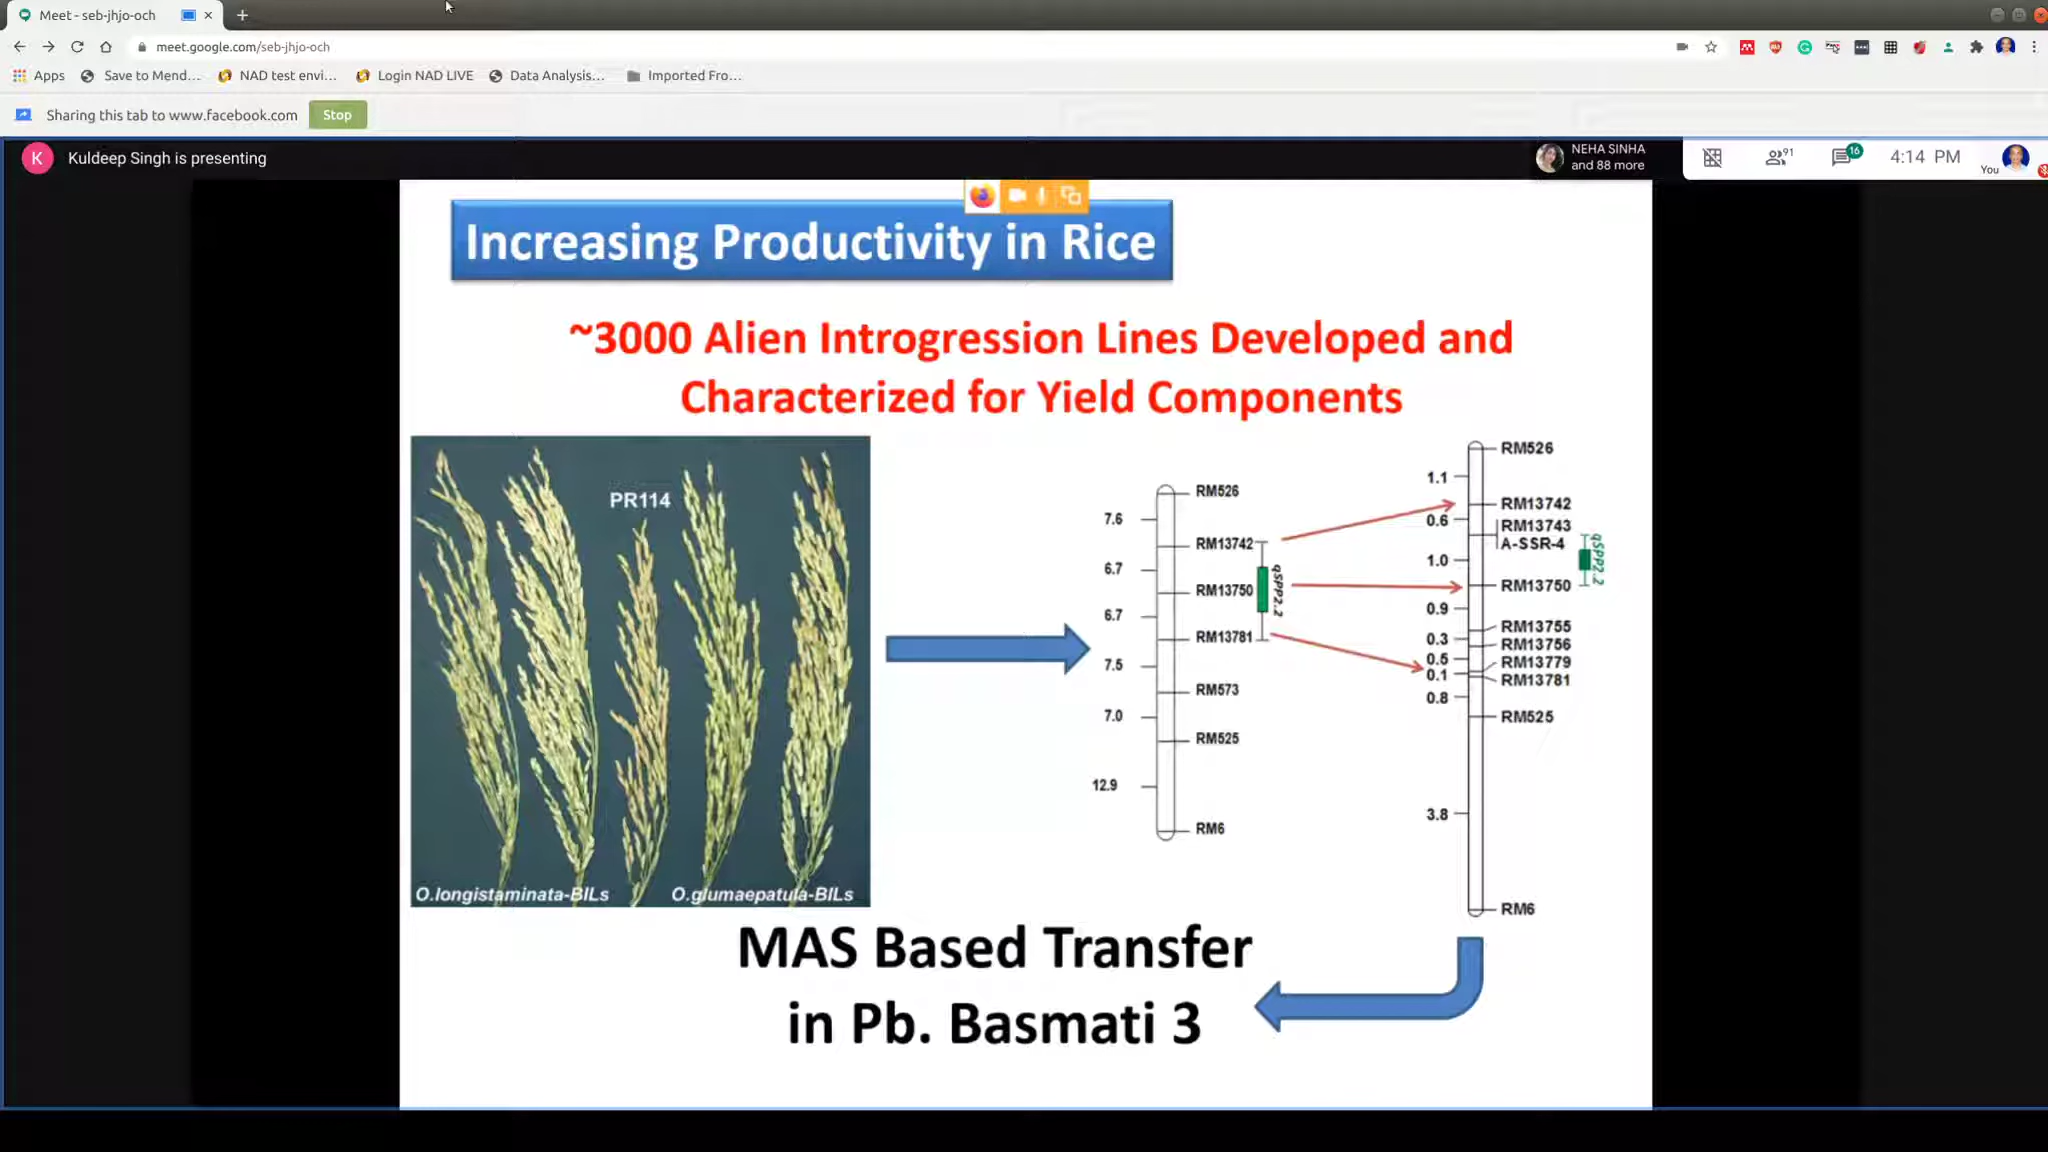 Meet - seb-jhjo-och
meet.google.com/seb-jhjo-och
Apps
Save to Mend...
NAD test envi...
Login NAD LIVE
Data Analysis...
Imported Fro...
Sharing this tab to www.facebook.com
Stop
K
Kuldeep Singh is presenting
NEHA SINHA
and 88 more
91
16
4:14 PM
You
Increasing Productivity in Rice
~3000 Alien Introgression Lines Developed and
Characterized for Yield Components
PR114
O.longistaminata-BILs
O.glumaepatula-BILs
RM526
7.6
RM13742
6.7
RM13750
qSPP2.2
6.7
RM13781
7.5
RM573
7.0
RM525
12.9
RM6
RM526
1.1
RM13742
0.6
RM13743
A-SSR-4
qSPP2.2
1.0
RM13750
0.9
RM13755
0.3
RM13756
0.5
RM13779
0.1
RM13781
0.8
RM525
3.8
RM6
MAS Based Transfer
in Pb. Basmati 3